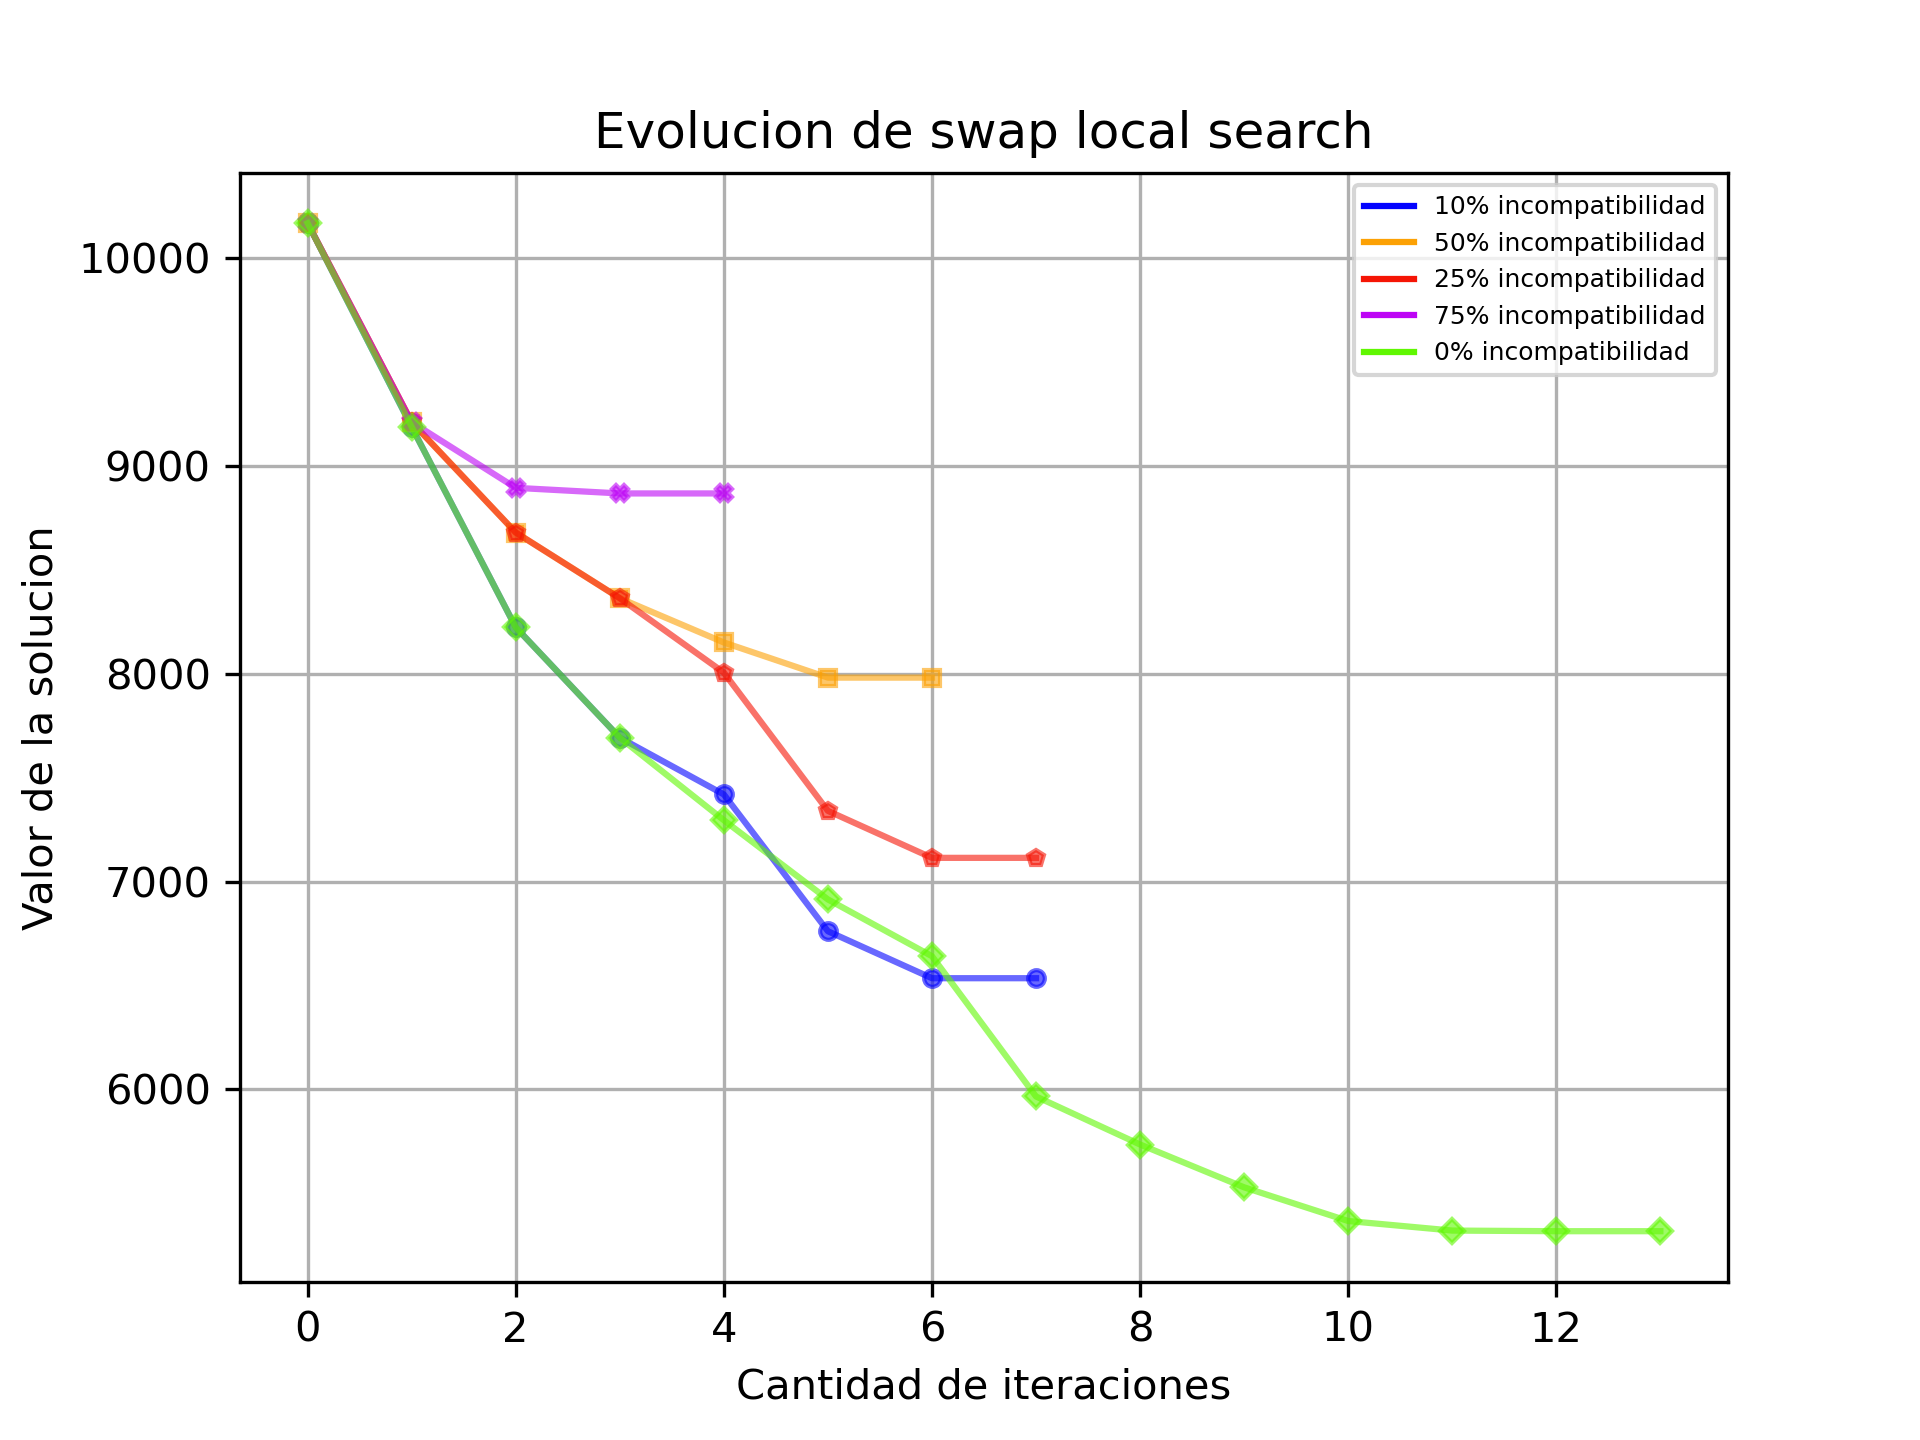 Evolucion de swap local search
10% incompatibilidad
50% incompatibilidad
25% incompatibilidad
75% incompatibilidad
0% incompatibilidad
Valor de la solucion
10000
9000
8000
7000
6000
0 2 4 6 8 10 12
Cantidad de iteraciones